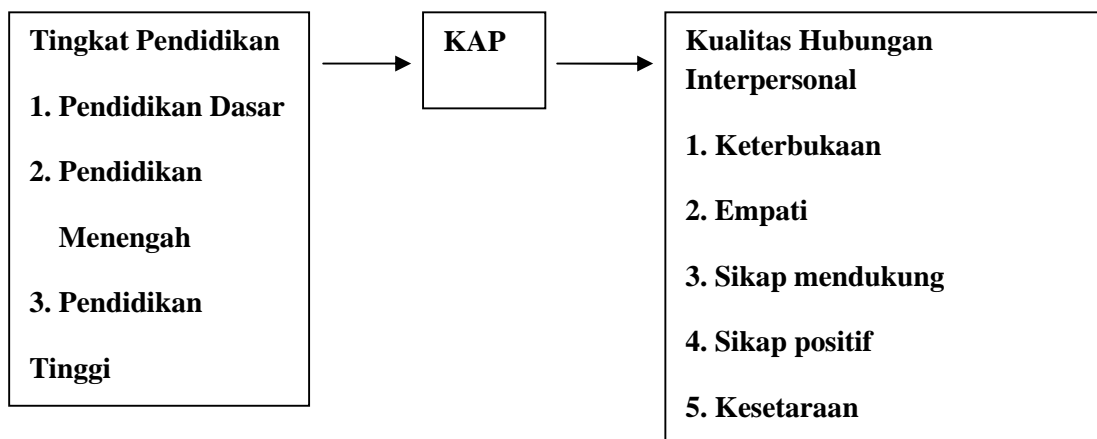 Tingkat Pendidikan
1. Pendidikan Dasar
2. Pendidikan
Menengah
3. Pendidikan
Tinggi
KAP
Kualitas Hubungan
Interpersonal
1. Keterbukaan
2. Empati
3. Sikap mendukung
4. Sikap positif
5. Kesetaraan